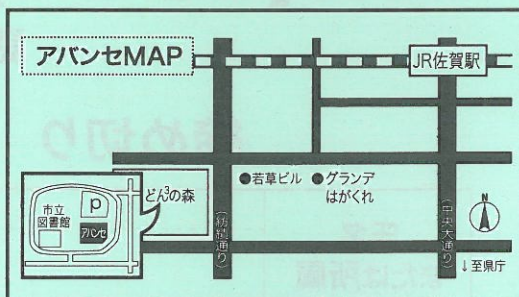 アバンセMAP
JR佐賀駅
どん³の森
市立
図書館
P
アバンセ
●若草ビル
●グランデ
はがくれ
(紡績通り)
(中央大通り)
N
↓至県庁